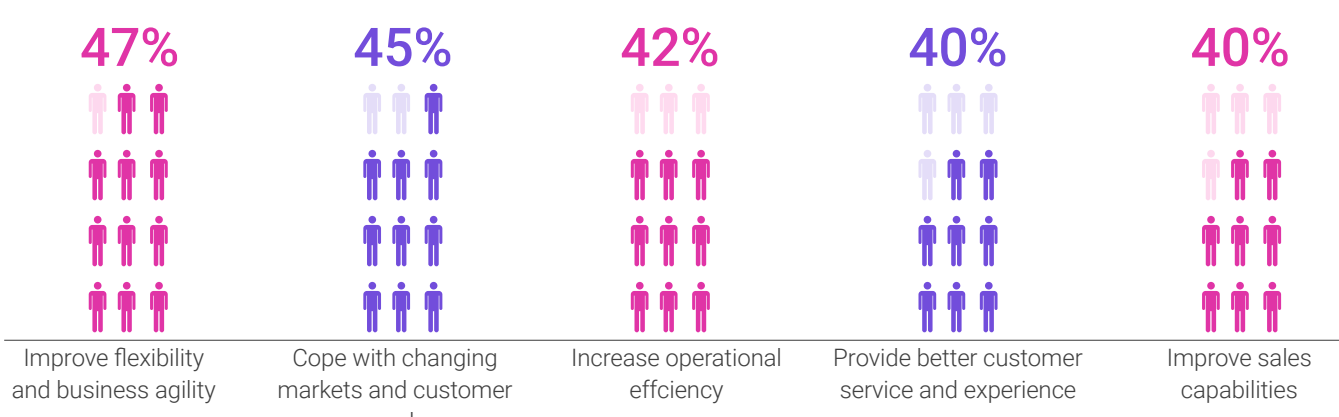 47%
45%
42%
40%
40%
Improve flexibility
and business agility
Cope with changing
markets and customer
Increase operational
effciency
Provide better customer
service and experience
Improve sales
capabilities